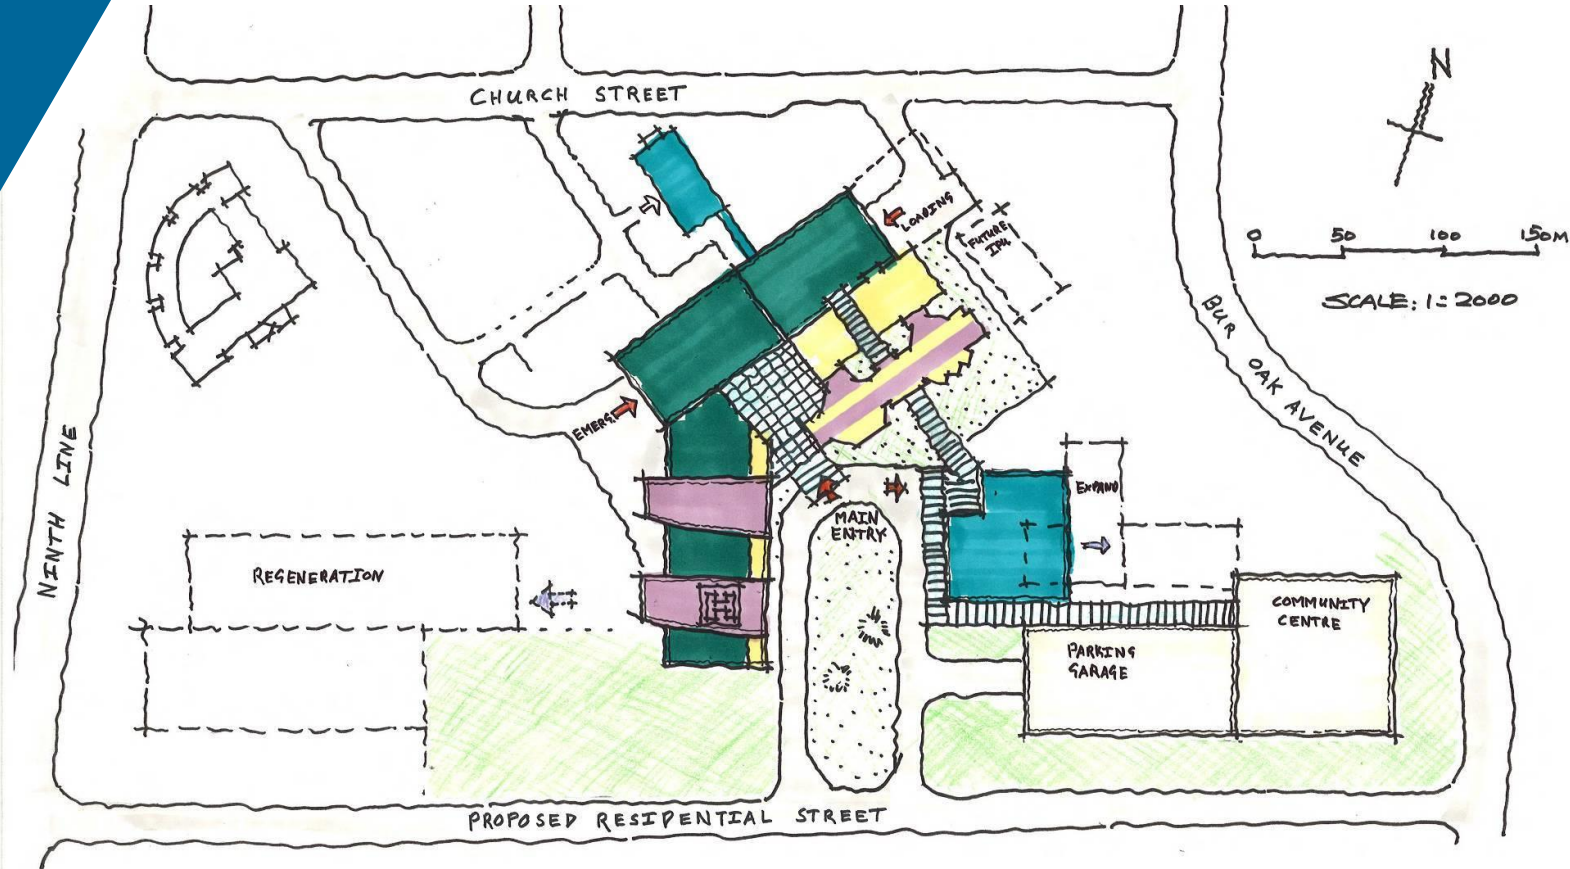 CHURCH STREET
N
0 50 100 150M
SCALE: 1:2000
LOADING
FUTURE
IPU
BUR OAK AVENUE
EMERG.
NINTH LINE
EXPAND
MAIN
ENTRY
REGENERATION
COMMUNITY
CENTRE
PARKING
GARAGE
PROPOSED RESIDENTIAL STREET